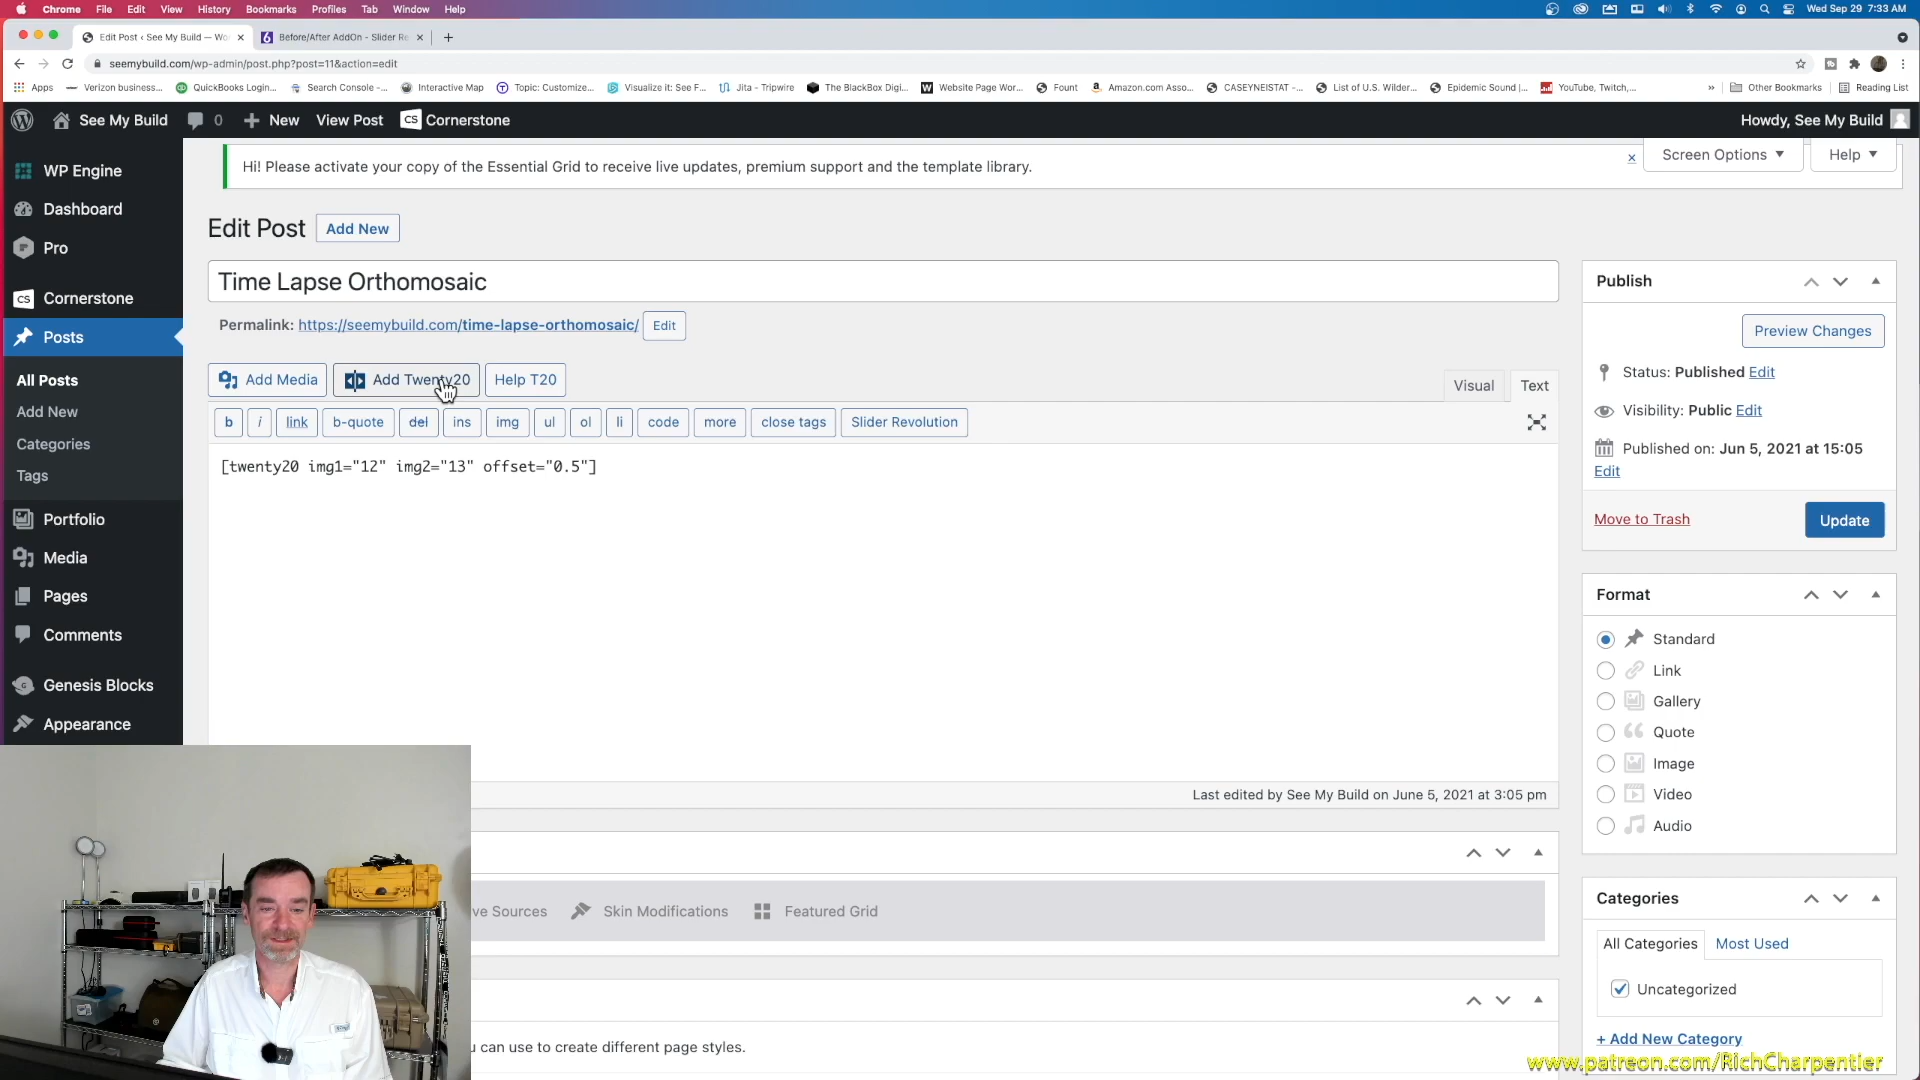 Chrome File Edit View History Bookmarks Profiles Tab Window Help Wed Sep 29 7:33 AM
Edit Post ‹ See My Build — Wo Before/After AddOn - Slider Re
seemybuild.com/wp-admin/post.php?post=11&action=edit
Apps Verizon business... QuickBooks Login... Search Console -... Interactive Map Topic: Customize... Visualize it: See F... Jita - Tripwire The BlackBox Digi... Website Page Wor... Fount Amazon.com Asso... CASEYNEISTAT -... List of U.S. Wilder... Epidemic Sound |... YouTube, Twitch,... » Other Bookmarks Reading List
See My Build 0 New View Post CS Cornerstone Howdy, See My Build
Hi! Please activate your copy of the Essential Grid to receive live updates, premium support and the template library.
Screen Options Help
WP Engine
Dashboard
Pro
CS Cornerstone
Posts
All Posts
Add New
Categories
Tags
Portfolio
Media
Pages
Comments
Genesis Blocks
Appearance
Edit Post Add New
Time Lapse Orthomosaic
Permalink: https://seemybuild.com/time-lapse-orthomosaic/ Edit
Add Media Add Twenty20 Help T20
Visual Text
b i link b-quote del ins img ul ol li code more close tags Slider Revolution
[twenty20 img1="12" img2="13" offset="0.5"]
Last edited by See My Build on June 5, 2021 at 3:05 pm
ve Sources Skin Modifications Featured Grid
u can use to create different page styles.
Publish
Preview Changes
Status: Published Edit
Visibility: Public Edit
Published on: Jun 5, 2021 at 15:05
Edit
Move to Trash Update
Format
Standard
Link
Gallery
Quote
Image
Video
Audio
Categories
All Categories Most Used
Uncategorized
+ Add New Category
www.patreon.com/RichCharpentier